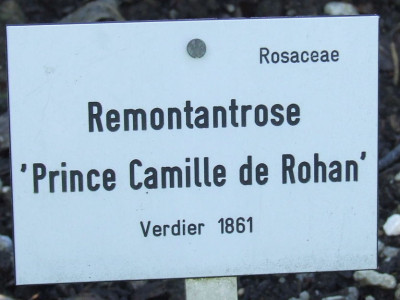 Rosaceae
Remontantrose
'Prince Camille de Rohan'
Verdier 1861